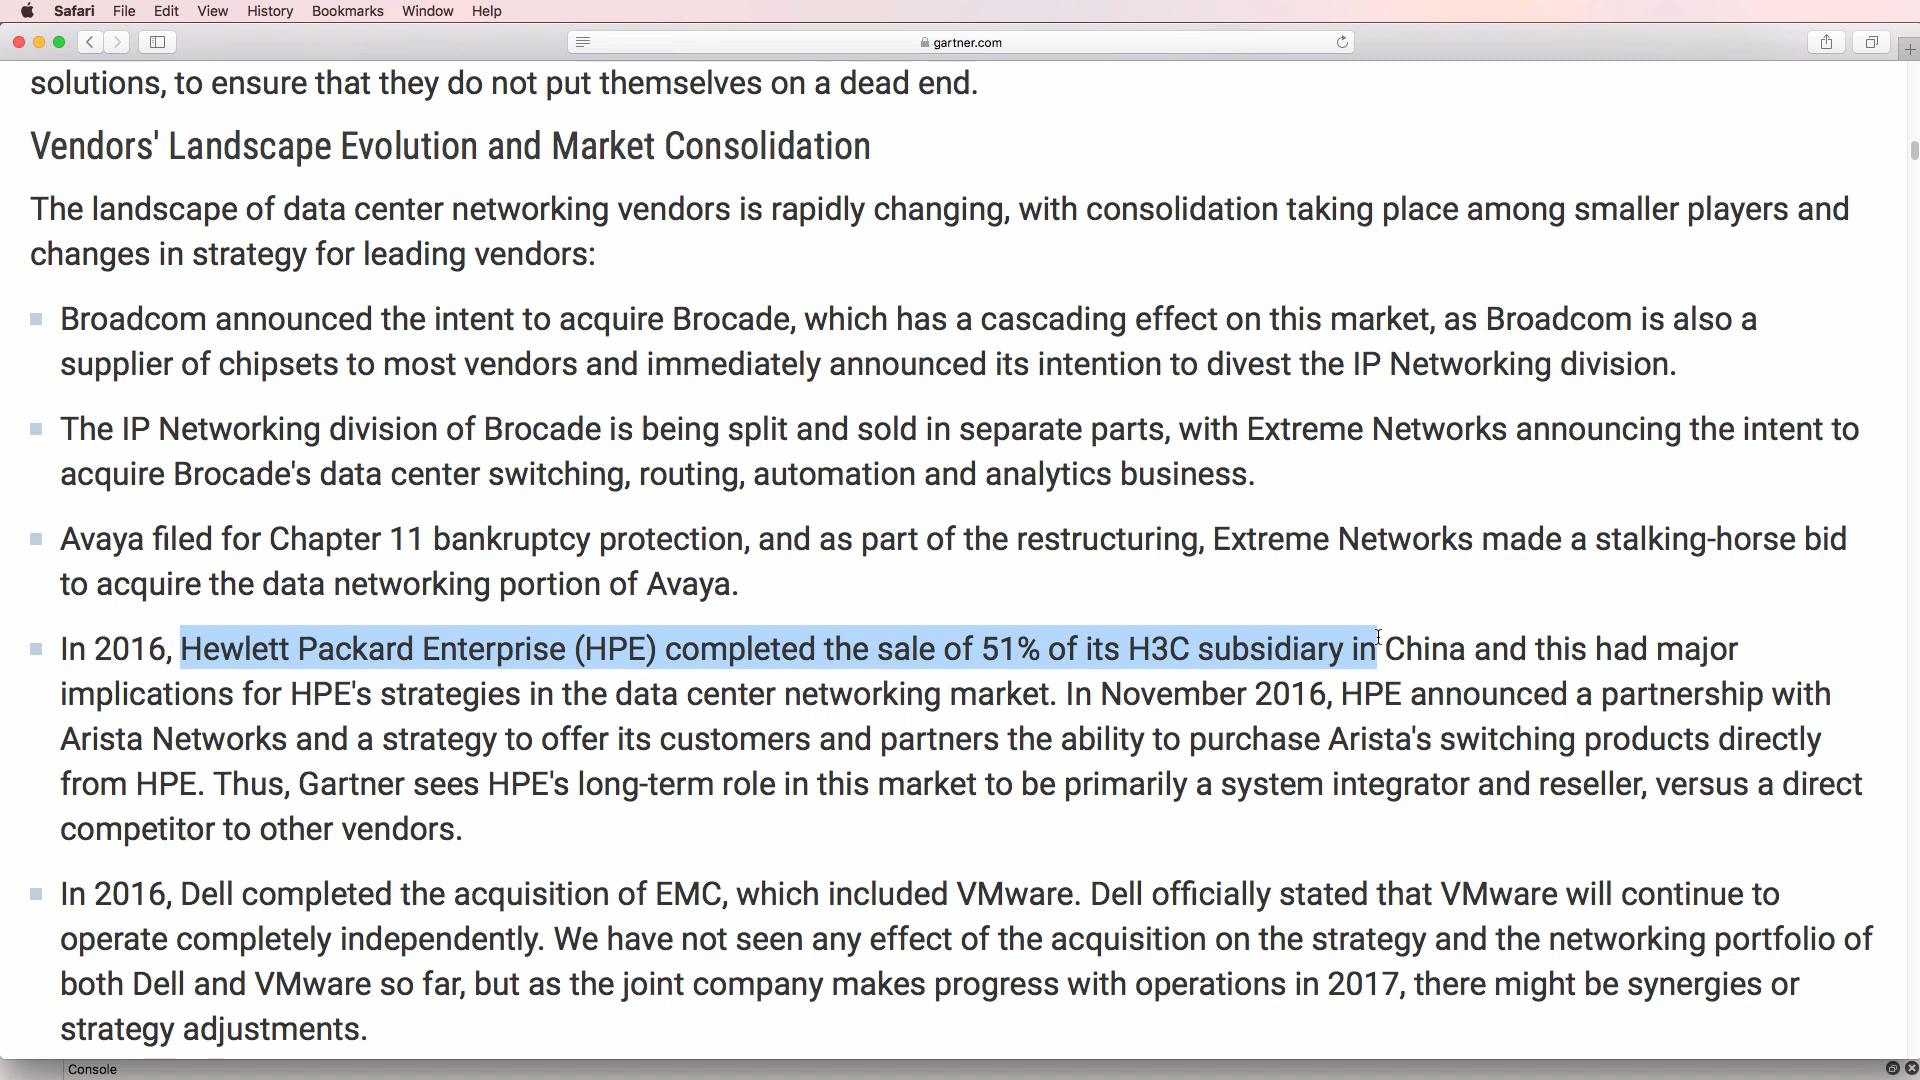 Safari File Edit View History Bookmarks Window Help
gartner.com
solutions, to ensure that they do not put themselves on a dead end.
Vendors' Landscape Evolution and Market Consolidation
The landscape of data center networking vendors is rapidly changing, with consolidation taking place among smaller players and
changes in strategy for leading vendors:
Broadcom announced the intent to acquire Brocade, which has a cascading effect on this market, as Broadcom is also a
supplier of chipsets to most vendors and immediately announced its intention to divest the IP Networking division.
The IP Networking division of Brocade is being split and sold in separate parts, with Extreme Networks announcing the intent to
acquire Brocade's data center switching, routing, automation and analytics business.
Avaya filed for Chapter 11 bankruptcy protection, and as part of the restructuring, Extreme Networks made a stalking-horse bid
to acquire the data networking portion of Avaya.
In 2016, Hewlett Packard Enterprise (HPE) completed the sale of 51% of its H3C subsidiary in China and this had major
implications for HPE's strategies in the data center networking market. In November 2016, HPE announced a partnership with
Arista Networks and a strategy to offer its customers and partners the ability to purchase Arista's switching products directly
from HPE. Thus, Gartner sees HPE's long-term role in this market to be primarily a system integrator and reseller, versus a direct
competitor to other vendors.
In 2016, Dell completed the acquisition of EMC, which included VMware. Dell officially stated that VMware will continue to
operate completely independently. We have not seen any effect of the acquisition on the strategy and the networking portfolio of
both Dell and VMware so far, but as the joint company makes progress with operations in 2017, there might be synergies or
strategy adjustments.
Console